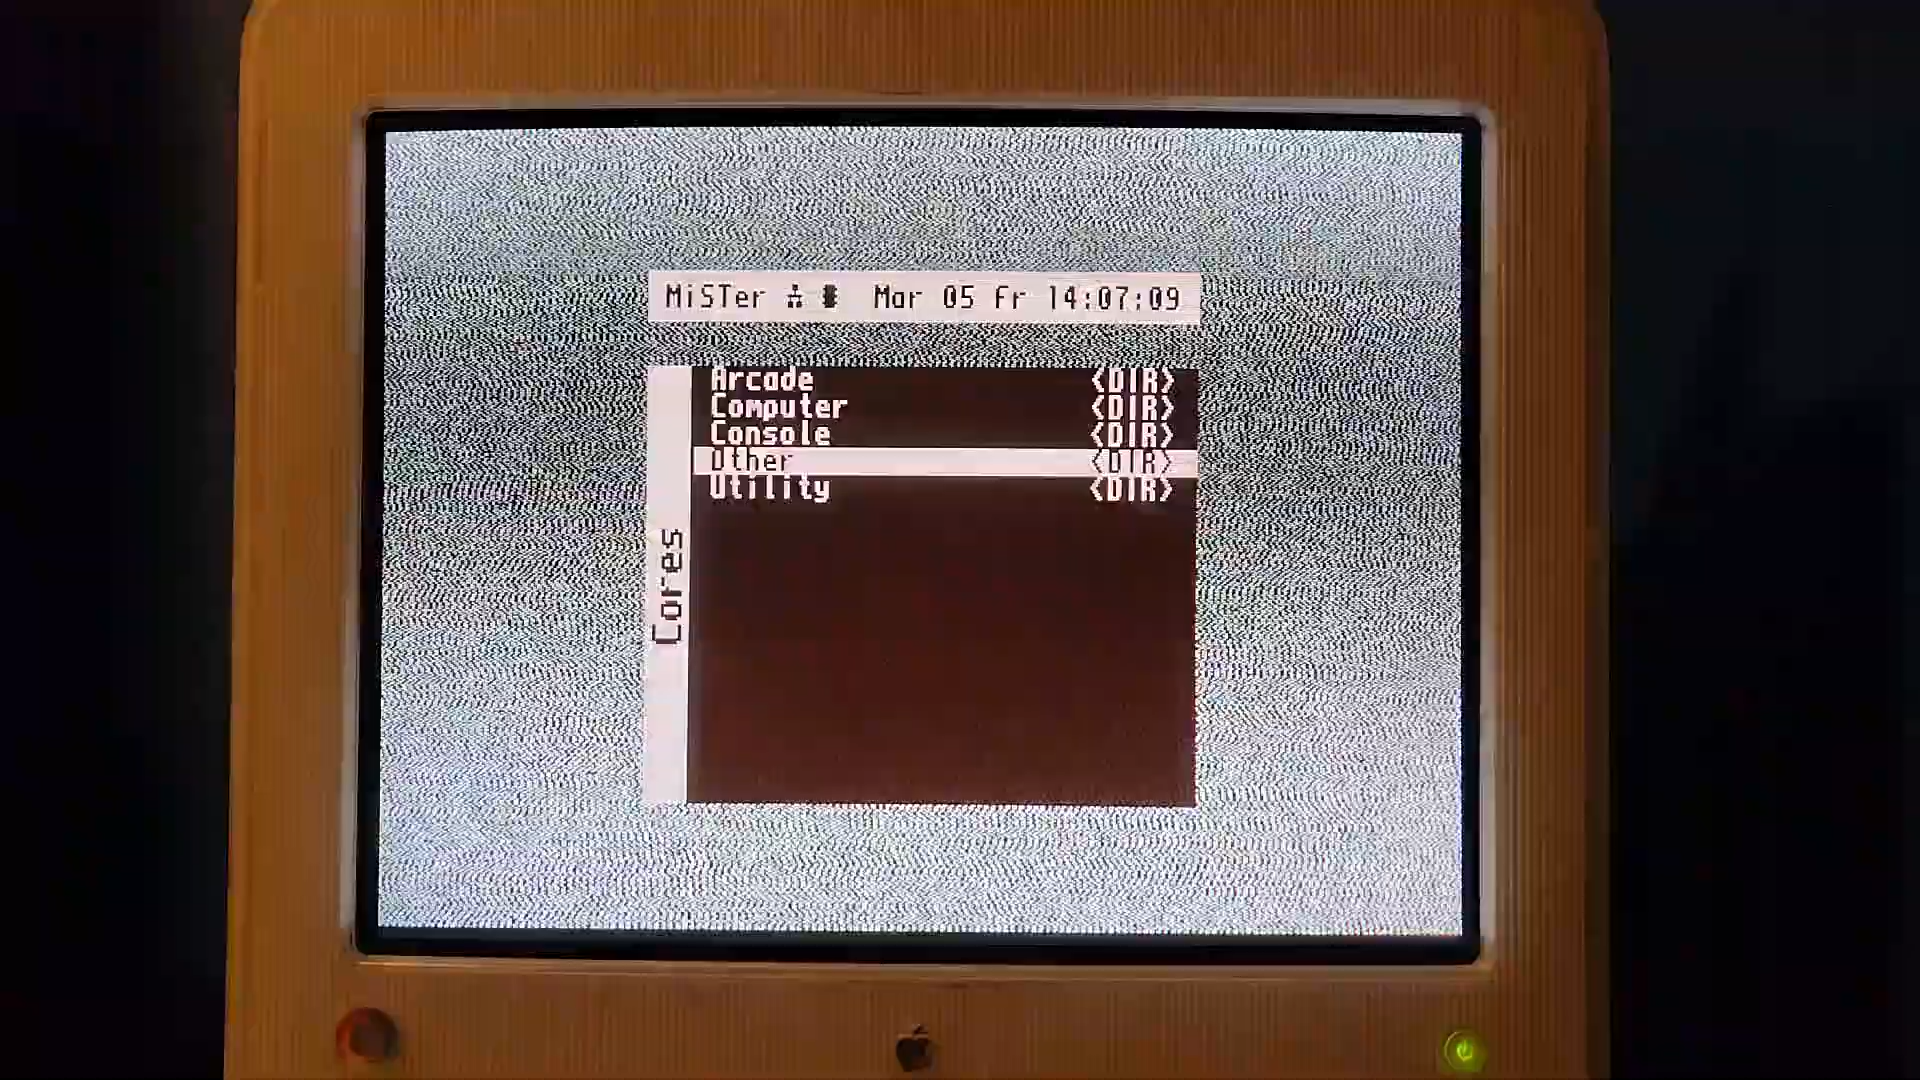 MiSTer Mar 05 Fr 14:07:09
Arcade <DIR>
Computer <DIR>
Console <DIR>
Other <DIR>
Utility <DIR>
Cores